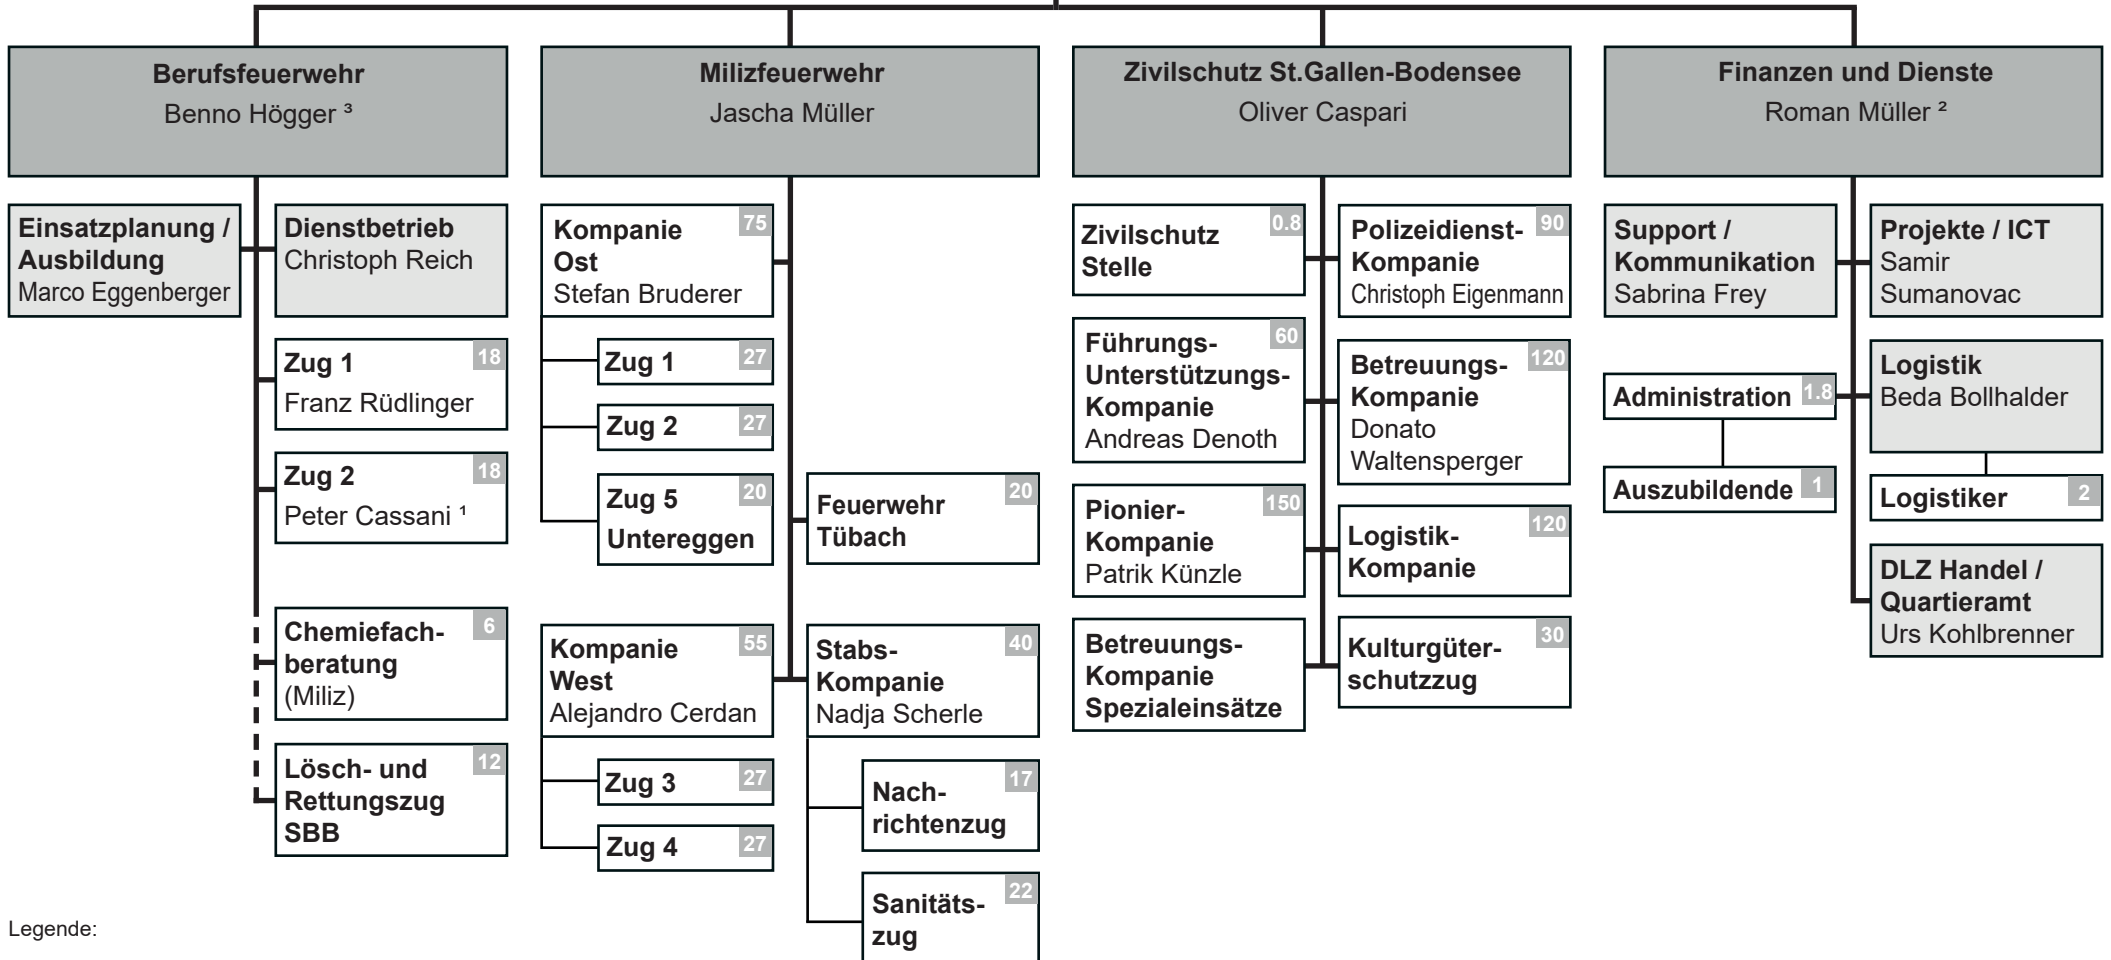 Berufsfeuerwehr
Benno Högger ³
Milizfeuerwehr
Jascha Müller
Zivilschutz St.Gallen-Bodensee
Oliver Caspari
Finanzen und Dienste
Roman Müller ²
Einsatzplanung /
Ausbildung
Marco Eggenberger
Dienstbetrieb
Christoph Reich
Zug 1 18
Franz Rüdlinger
Zug 2 18
Peter Cassani ¹
Chemiefach- 6
beratung
(Miliz)
Lösch- und 12
Rettungszug
SBB
Kompanie 75
Ost
Stefan Bruderer
Zug 1 27
Zug 2 27
Zug 5 20
Untereggen
Feuerwehr 20
Tübach
Kompanie 55
West
Alejandro Cerdan
Zug 3 27
Zug 4 27
Stabs- 40
Kompanie
Nadja Scherle
Nach- 17
richtenzug
Sanitäts- 22
zug
Zivilschutz 0.8
Stelle
Polizeidienst- 90
Kompanie
Christoph Eigenmann
Führungs- 60
Unterstützungs-
Kompanie
Andreas Denoth
Betreuungs- 120
Kompanie
Donato
Waltensperger
Pionier- 150
Kompanie
Patrik Künzle
Logistik- 120
Kompanie
Betreuungs-
Kompanie
Spezialeinsätze
Kulturgüter- 30
schutzzug
Support /
Kommunikation
Sabrina Frey
Projekte / ICT
Samir
Sumanovac
Administration 1.8
Auszubildende 1
Logistik
Beda Bollhalder
Logistiker 2
DLZ Handel /
Quartieramt
Urs Kohlbrenner
Legende: